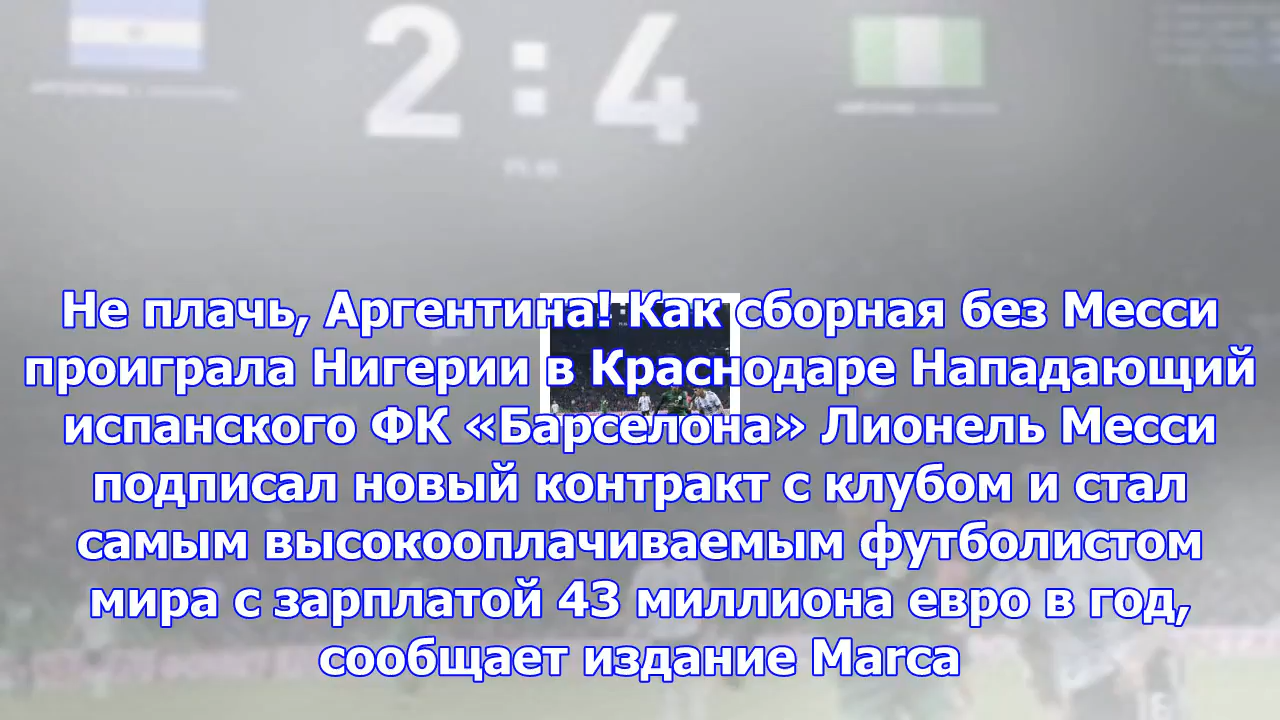 2:4
Не плачь, Аргентина! Как сборная без Месси
проиграла Нигерии в Краснодаре Нападающий
испанского ФК «Барселона» Лионель Месси
подписал новый контракт с клубом и стал
самым высокооплачиваемым футболистом
мира с зарплатой 43 миллиона евро в год,
сообщает издание Marca